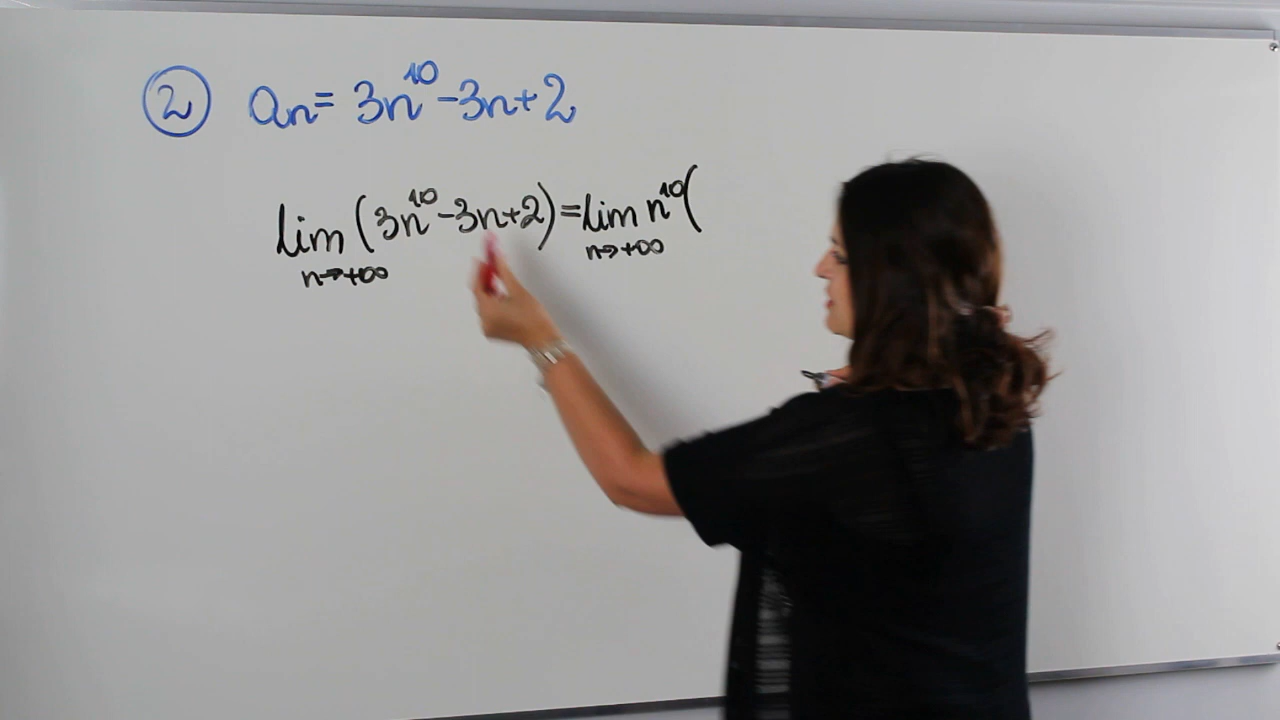 ② an = 3n¹⁰ - 3n + 2
lim (3n¹⁰ - 3n + 2) = lim n¹⁰ (
n→+∞ n→+∞